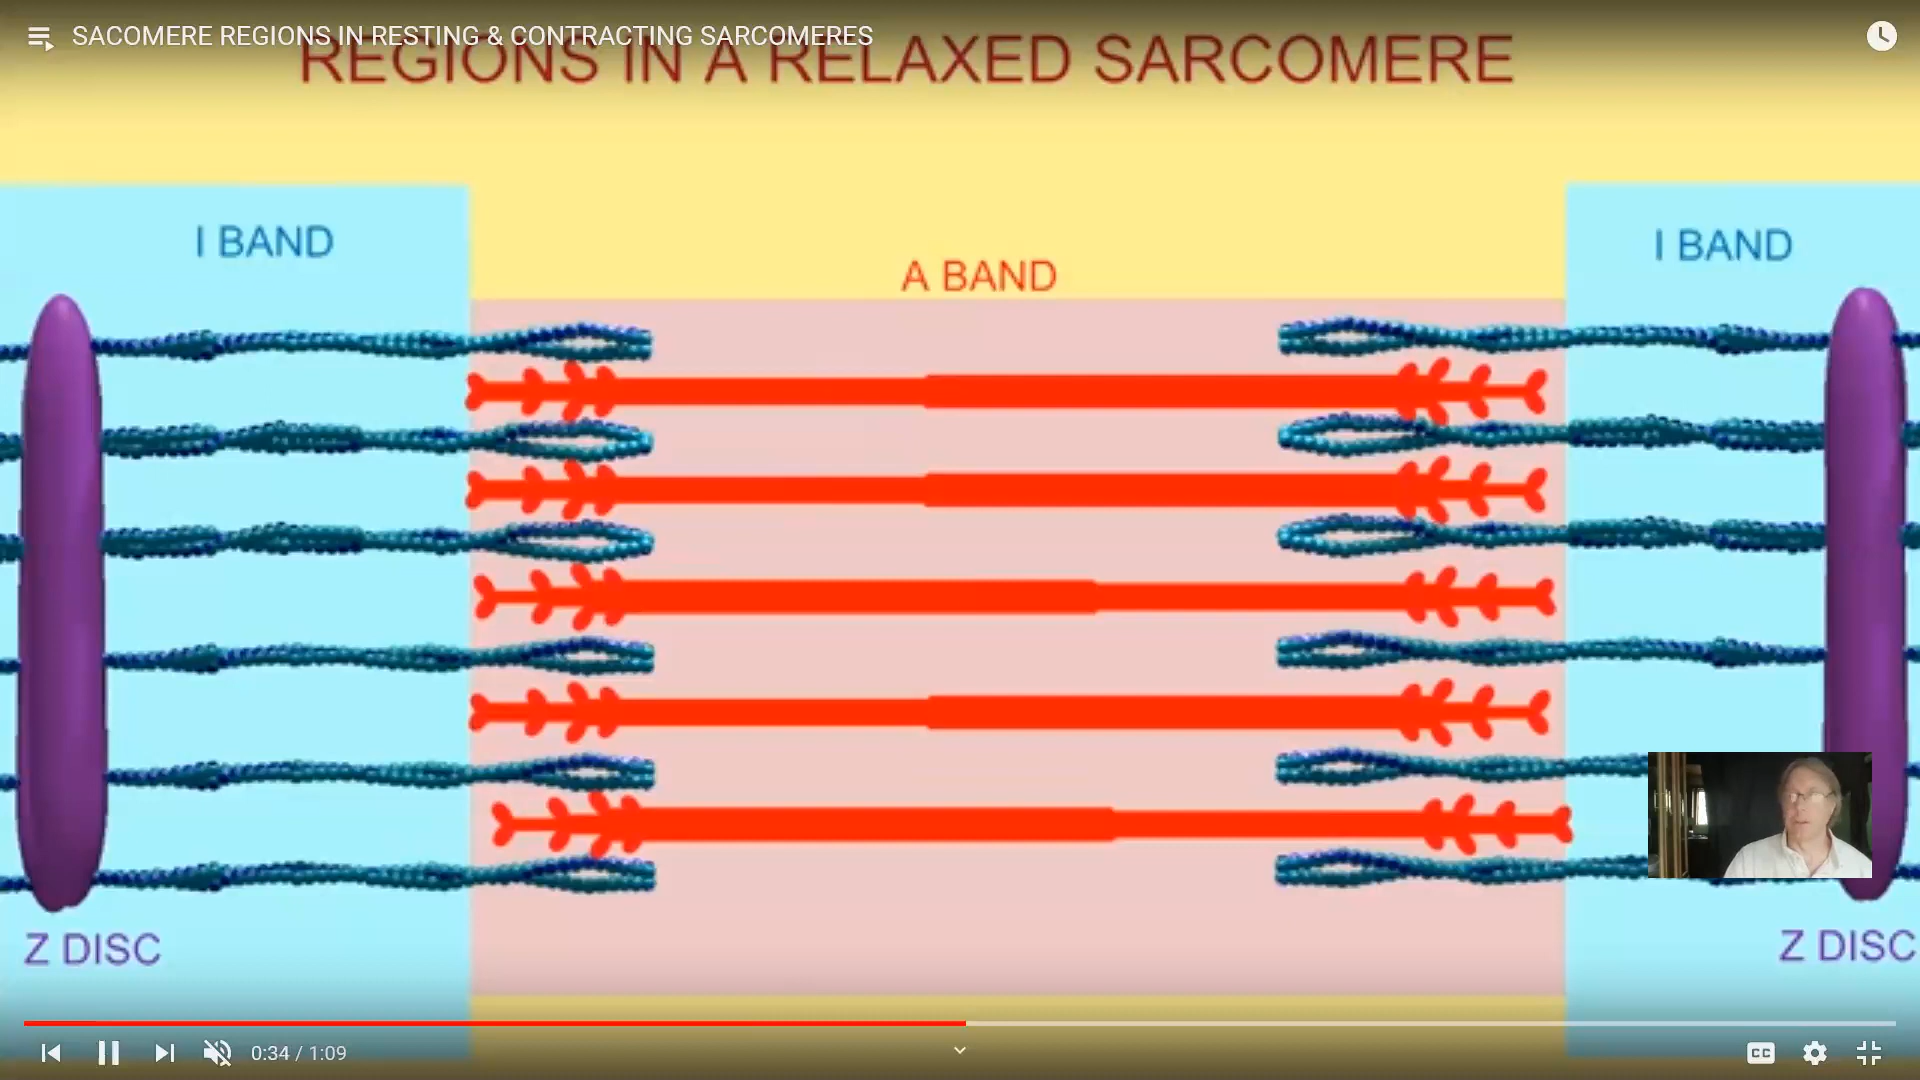 SACOMERE REGIONS IN RESTING & CONTRACTING SARCOMERES
REGIONS IN A RELAXED SARCOMERE
I BAND
I BAND
A BAND
Z DISC
Z DISC
0:34 / 1:09
CC